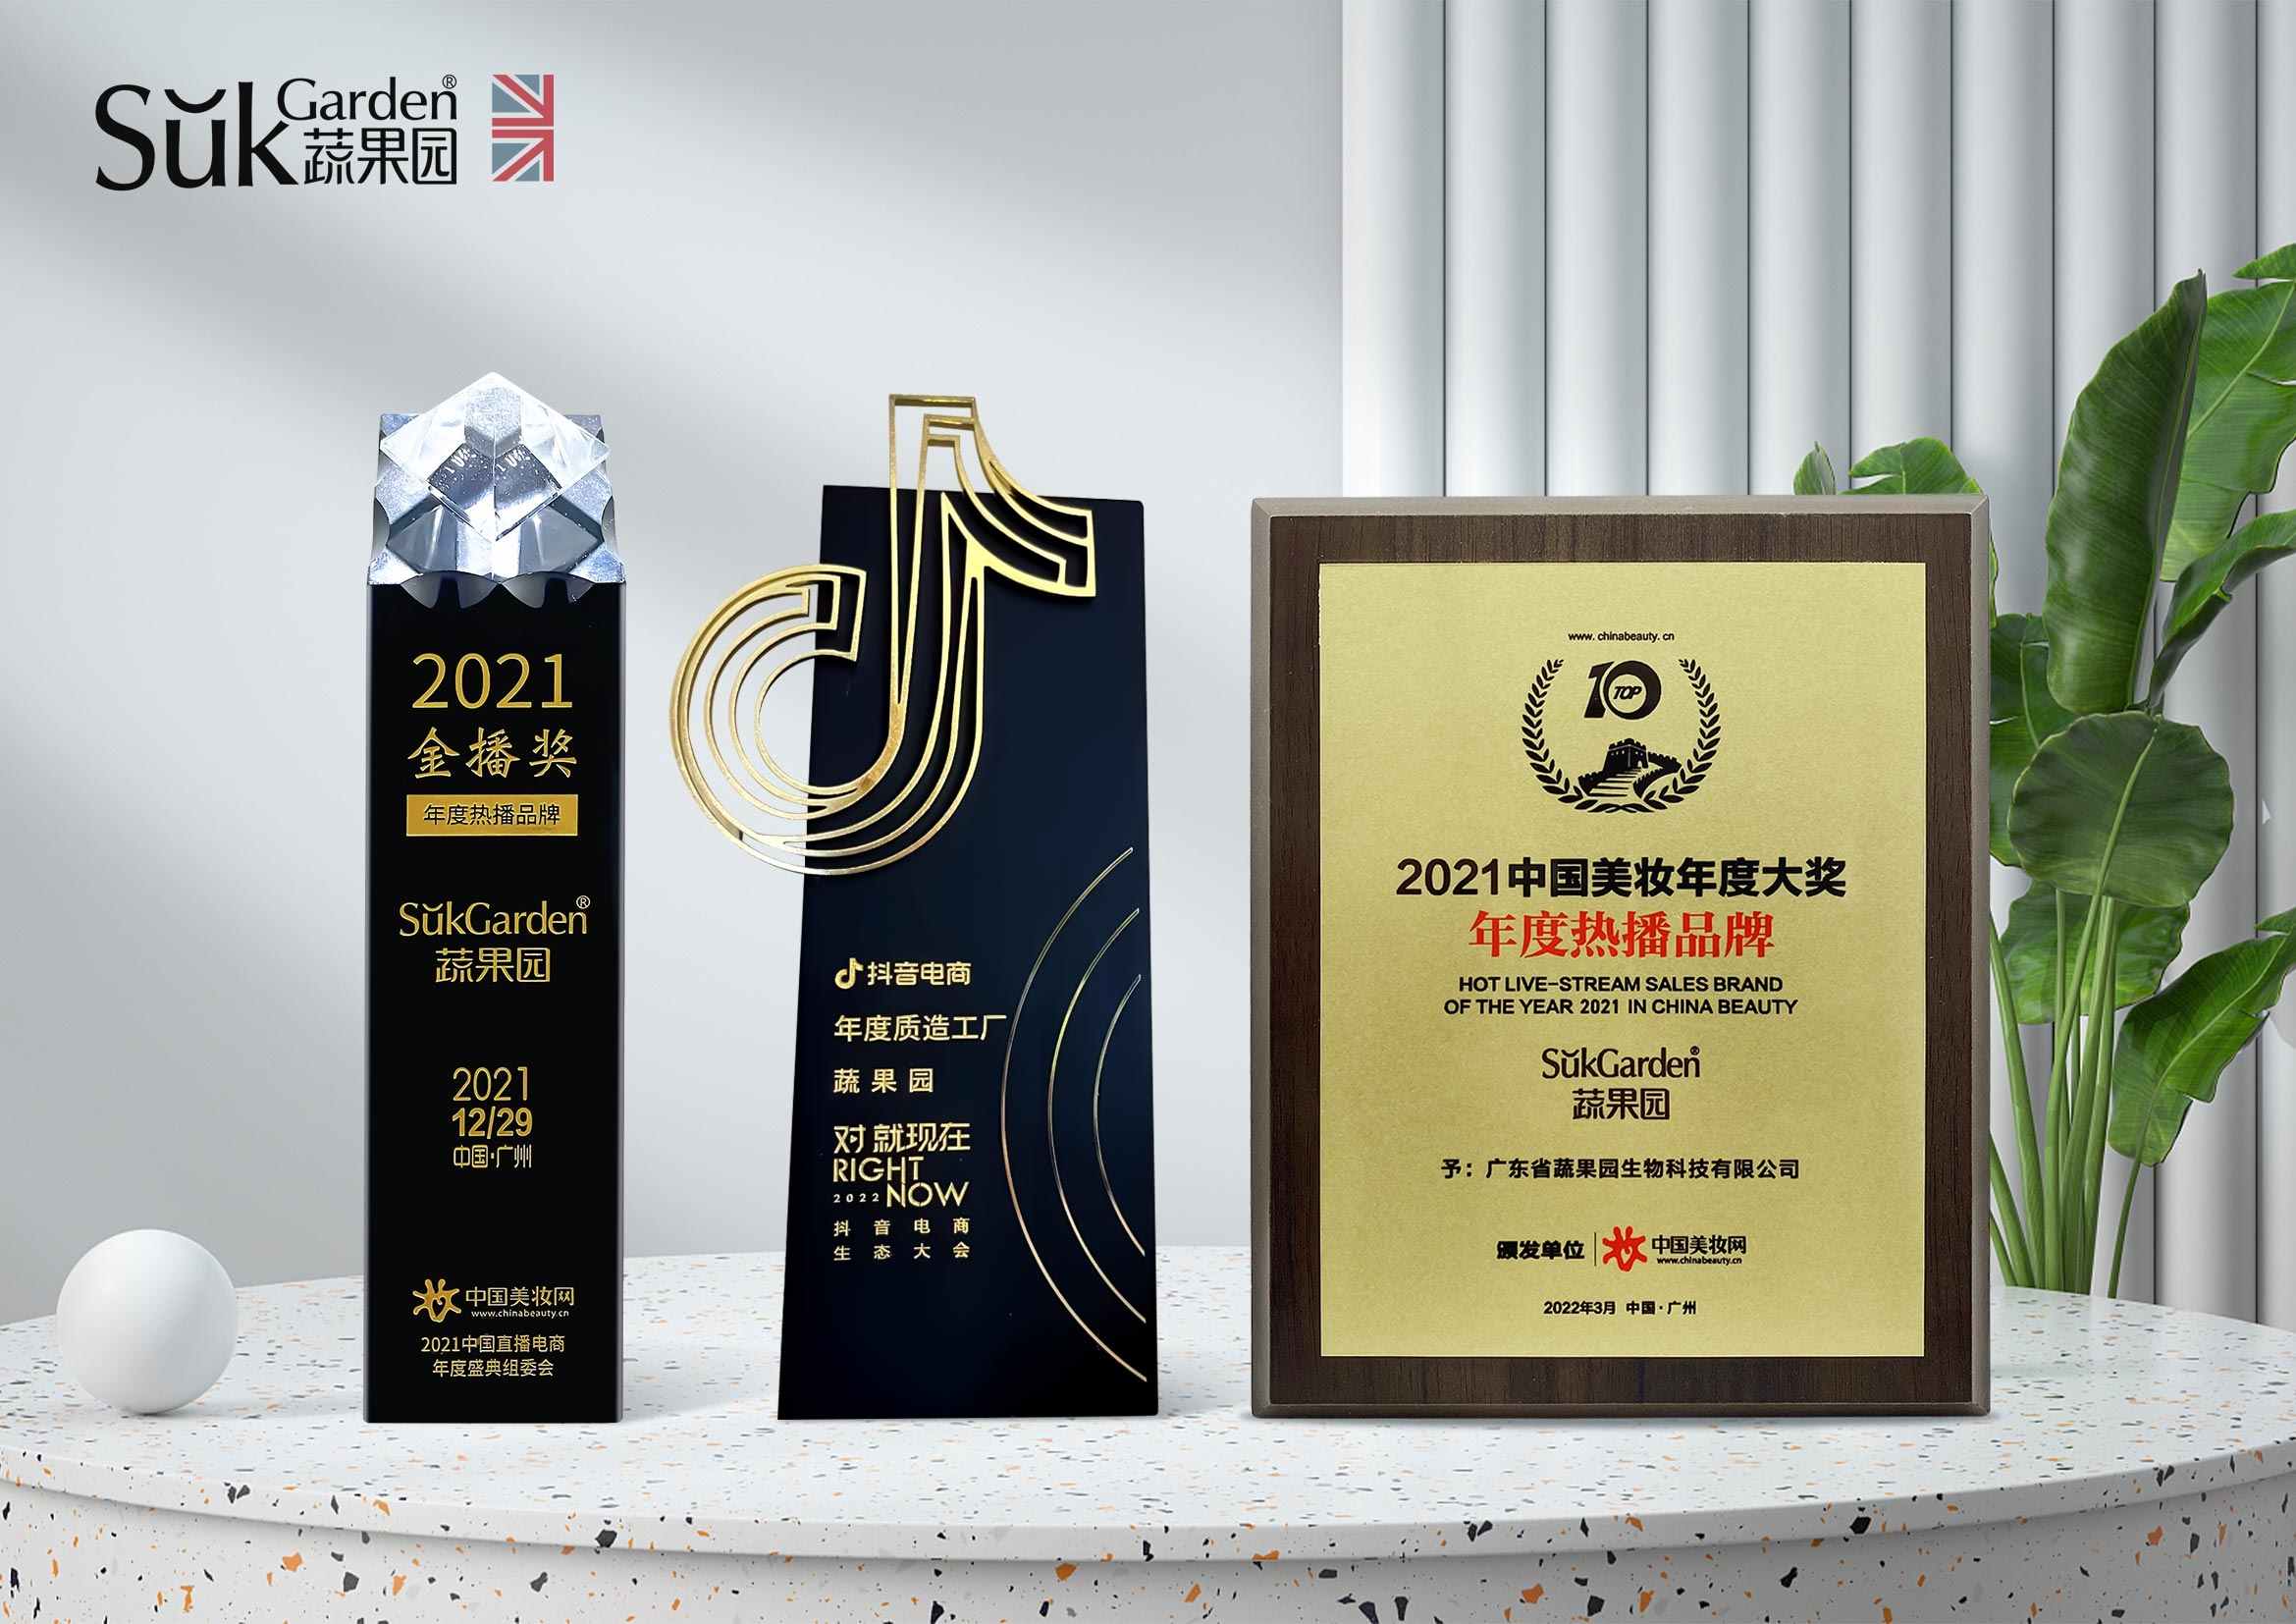 Sŭk Garden®
蔬果园
2021
金播奖
年度热播品牌
SŭkGarden®
蔬果园
2021
12/29
中国·广州
中国美妆网
www.chinabeauty.cn
2021中国直播电商
年度盛典组委会
抖音电商
年度质造工厂
蔬果园
对就现在
RIGHT
2022 NOW
抖音电商
生态大会
www.chinabeauty.cn
10
TOP
2021中国美妆年度大奖
年度热播品牌
HOT LIVE-STREAM SALES BRAND
OF THE YEAR 2021 IN CHINA BEAUTY
SŭkGarden®
蔬果园
予：广东省蔬果园生物科技有限公司
颁发单位 中国美妆网
www.chinabeauty.cn
2022年3月 中国·广州